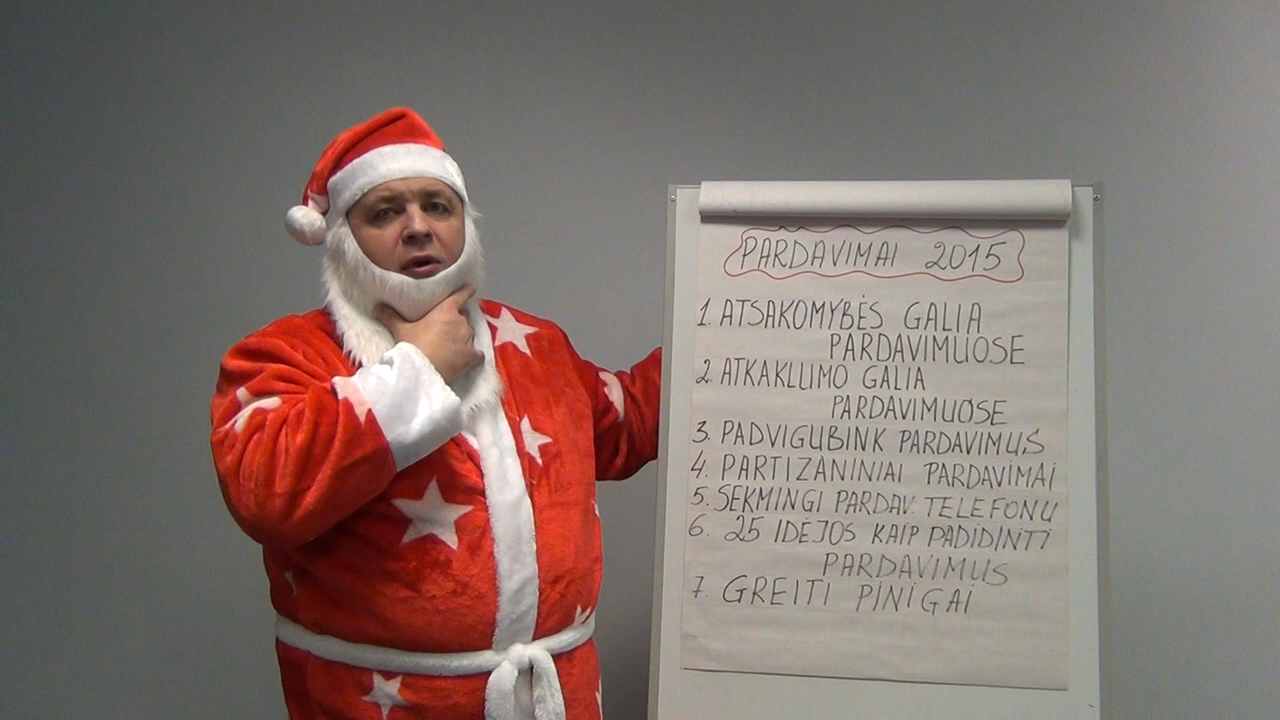 PARDAVIMAI 2015
1. ATSAKOMYBĖS GALIA
PARDAVIMUOSE
2. ATKAKLUMO GALIA
PARDAVIMUOSE
3. PADVIGUBINK PARDAVIMUS
4. PARTIZANINIAI PARDAVIMAI
5. SĖKMINGI PARDAV. TELEFONU
6. 25 IDĖJOS KAIP PADIDINTI
PARDAVIMUS
7. GREITI PINIGAI